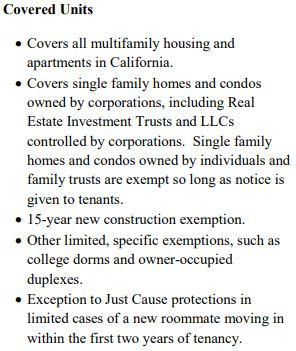 Covered Units
• Covers all multifamily housing and
apartments in California.
• Covers single family homes and condos
owned by corporations, including Real
Estate Investment Trusts and LLCs
controlled by corporations.  Single family
homes and condos owned by individuals and
family trusts are exempt so long as notice is
given to tenants.
• 15-year new construction exemption.
• Other limited, specific exemptions, such as
college dorms and owner-occupied
duplexes.
• Exception to Just Cause protections in
limited cases of a new roommate moving in
within the first two years of tenancy.